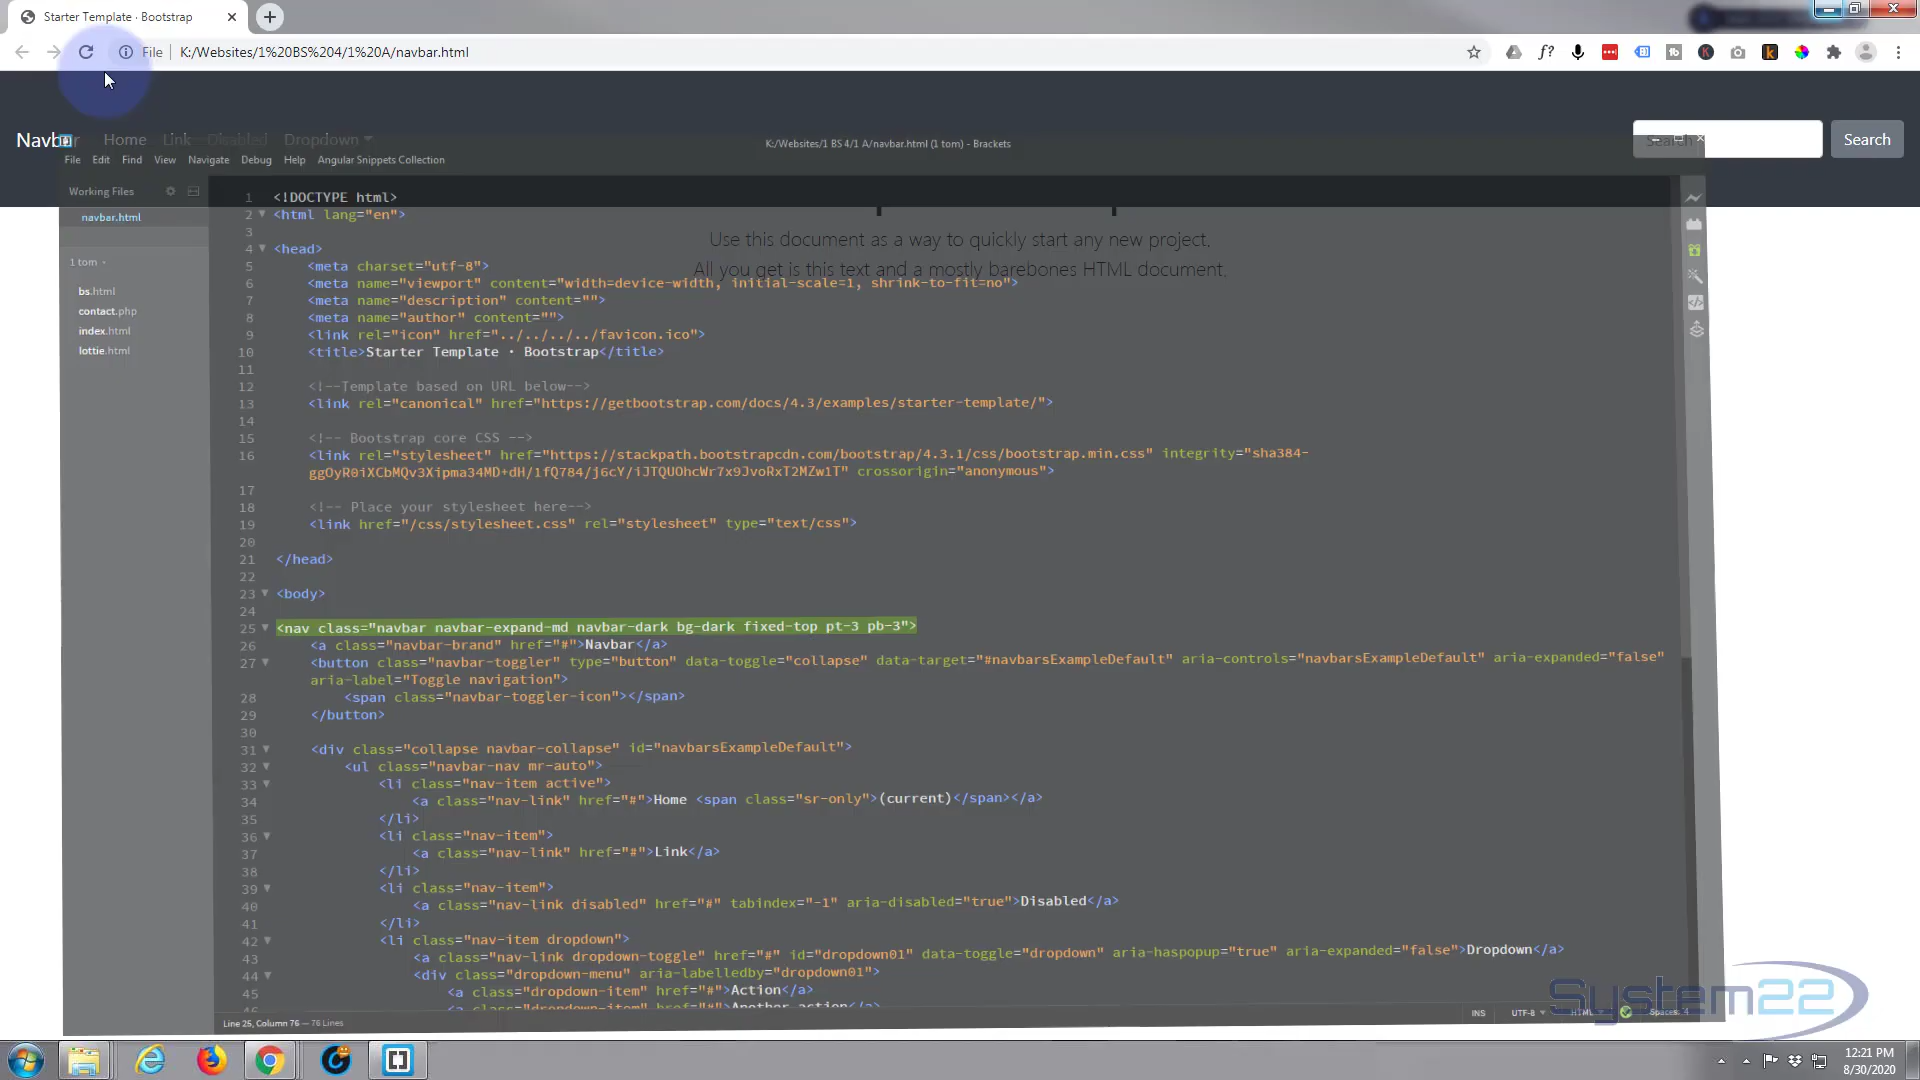 Starter Template · Bootstrap
File | K:/Websites/1%20BS%204/1%20A/navbar.html
Navbar Home Link Disabled Dropdown Search Search
K:/Websites/1 BS 4/1 A/navbar.html (1 tom) - Brackets
File Edit Find View Navigate Debug Help Angular Snippets Collection
Working Files
navbar.html
1 tom
bs.html
contact.php
index.html
lottie.html
Use this document as a way to quickly start any new project.
All you get is this text and a mostly barebones HTML document.
1 <!DOCTYPE html>
2 <html lang="en">
3
4 <head>
5 <meta charset="utf-8">
6 <meta name="viewport" content="width=device-width, initial-scale=1, shrink-to-fit=no">
7 <meta name="description" content="">
8 <meta name="author" content="">
9 <link rel="icon" href="../../../../favicon.ico">
10 <title>Starter Template · Bootstrap</title>
11
12 <!--Template based on URL below-->
13 <link rel="canonical" href="https://getbootstrap.com/docs/4.3/examples/starter-template/">
14
15 <!-- Bootstrap core CSS -->
16 <link rel="stylesheet" href="https://stackpath.bootstrapcdn.com/bootstrap/4.3.1/css/bootstrap.min.css" integrity="sha384-
ggOyR0iXCbMQv3Xipma34MD+dH/1fQ784/j6cY/iJTQUOhcWr7x9JvoRxT2MZw1T" crossorigin="anonymous">
17
18 <!-- Place your stylesheet here-->
19 <link href="/css/stylesheet.css" rel="stylesheet" type="text/css">
20
21 </head>
22
23 <body>
24
25 <nav class="navbar navbar-expand-md navbar-dark bg-dark fixed-top pt-3 pb-3">
26 <a class="navbar-brand" href="#">Navbar</a>
27 <button class="navbar-toggler" type="button" data-toggle="collapse" data-target="#navbarsExampleDefault" aria-controls="navbarsExampleDefault" aria-expanded="false"
aria-label="Toggle navigation">
28 <span class="navbar-toggler-icon"></span>
29 </button>
30
31 <div class="collapse navbar-collapse" id="navbarsExampleDefault">
32 <ul class="navbar-nav mr-auto">
33 <li class="nav-item active">
34 <a class="nav-link" href="#">Home <span class="sr-only">(current)</span></a>
35 </li>
36 <li class="nav-item">
37 <a class="nav-link" href="#">Link</a>
38 </li>
39 <li class="nav-item">
40 <a class="nav-link disabled" href="#" tabindex="-1" aria-disabled="true">Disabled</a>
41 </li>
42 <li class="nav-item dropdown">
43 <a class="nav-link dropdown-toggle" href="#" id="dropdown01" data-toggle="dropdown" aria-haspopup="true" aria-expanded="false">Dropdown</a>
44 <div class="dropdown-menu" aria-labelledby="dropdown01">
45 <a class="dropdown-item" href="#">Action</a>
46 <a class="dropdown-item" href="#">Another action</a>
Line 25, Column 76 — 76 Lines
INS UTF-8 HTML Spaces: 4
System22
12:21 PM
8/30/2020